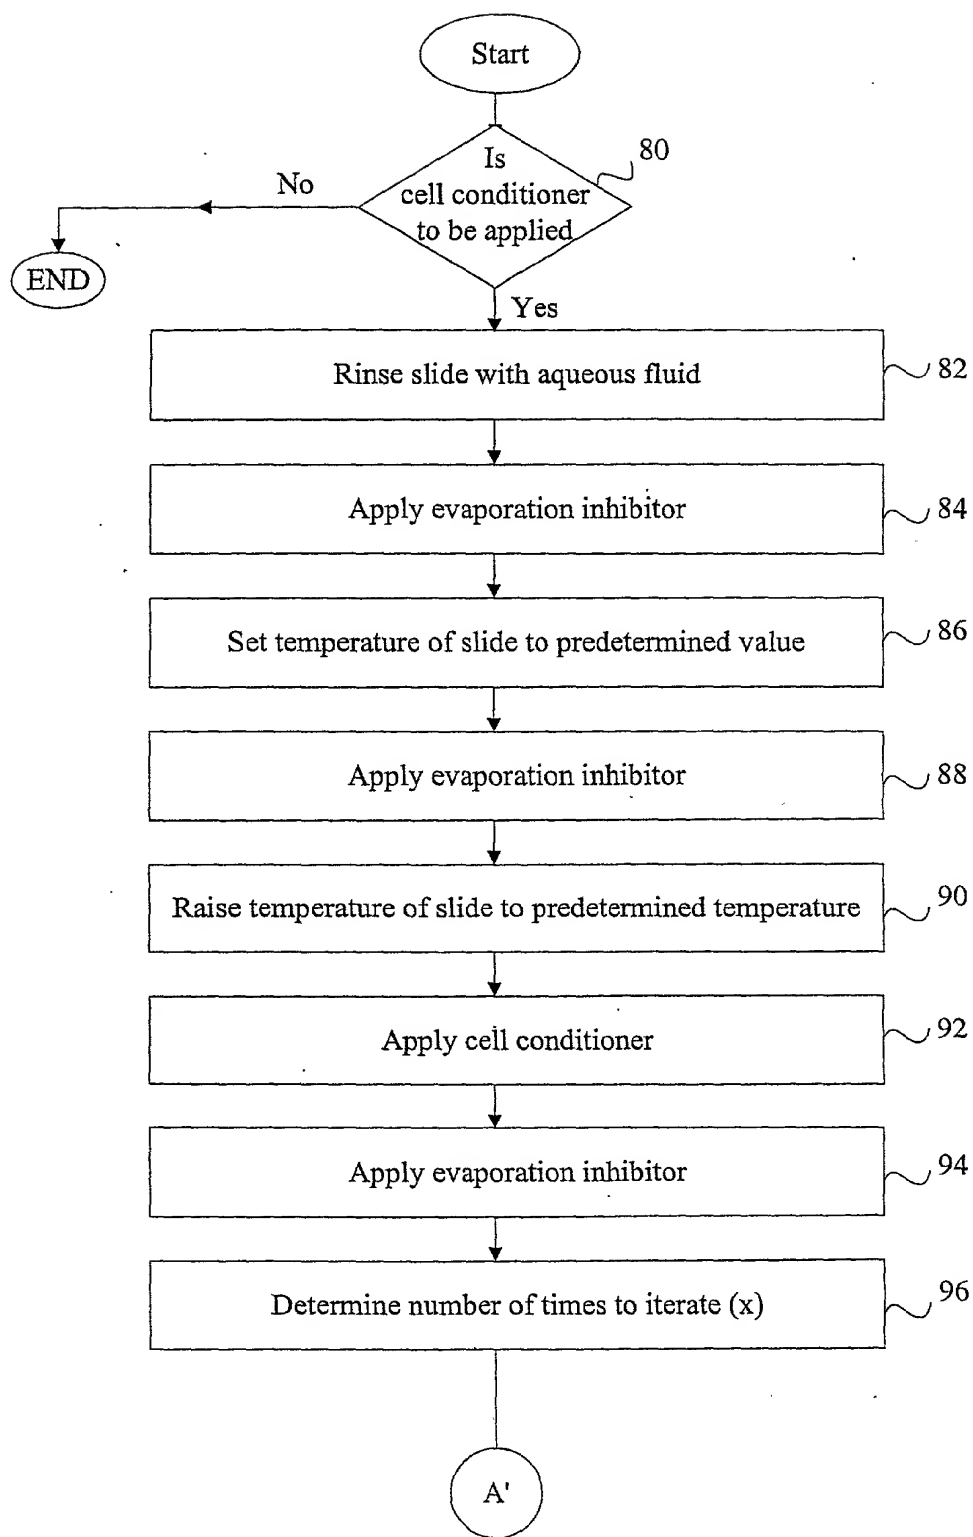 Start
Is
cell conditioner
to be applied
80
No
END
Yes
Rinse slide with aqueous fluid
82
Apply evaporation inhibitor
84
Set temperature of slide to predetermined value
86
Apply evaporation inhibitor
88
Raise temperature of slide to predetermined temperature
90
Apply cell conditioner
92
Apply evaporation inhibitor
94
Determine number of times to iterate (x)
96
A'